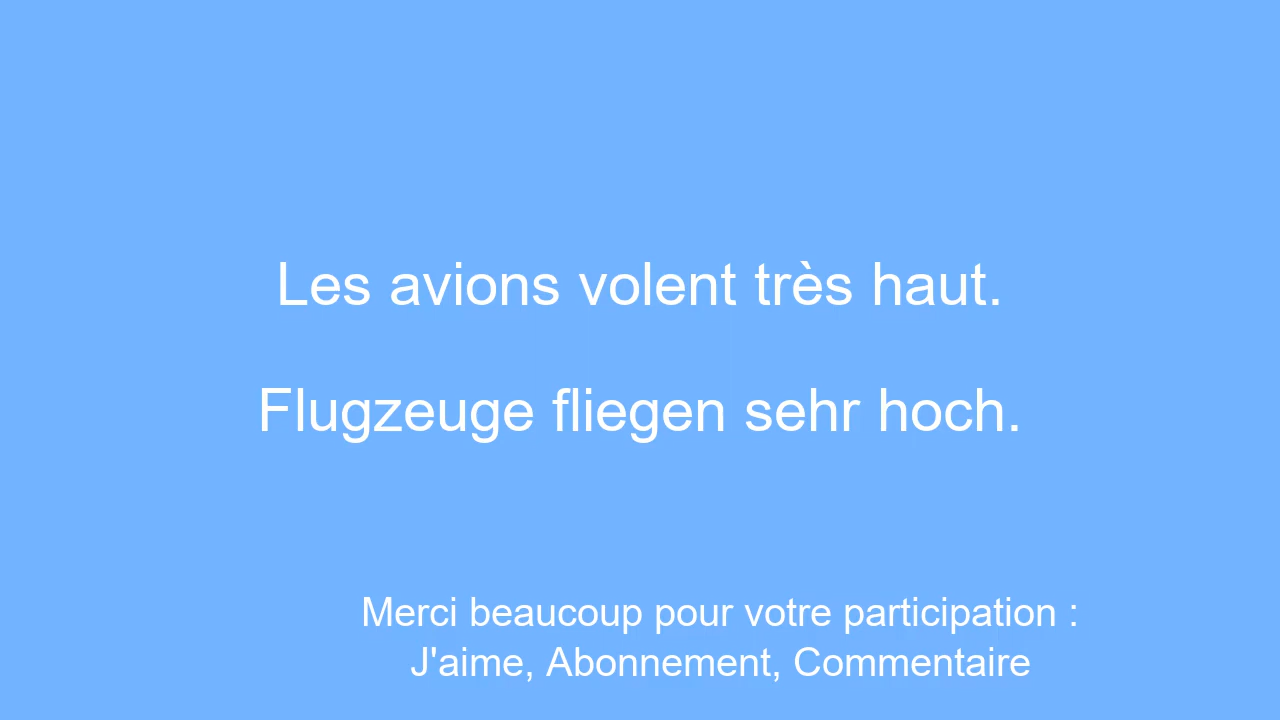 Les avions volent très haut.
Flugzeuge fliegen sehr hoch.
Merci beaucoup pour votre participation :
J'aime, Abonnement, Commentaire